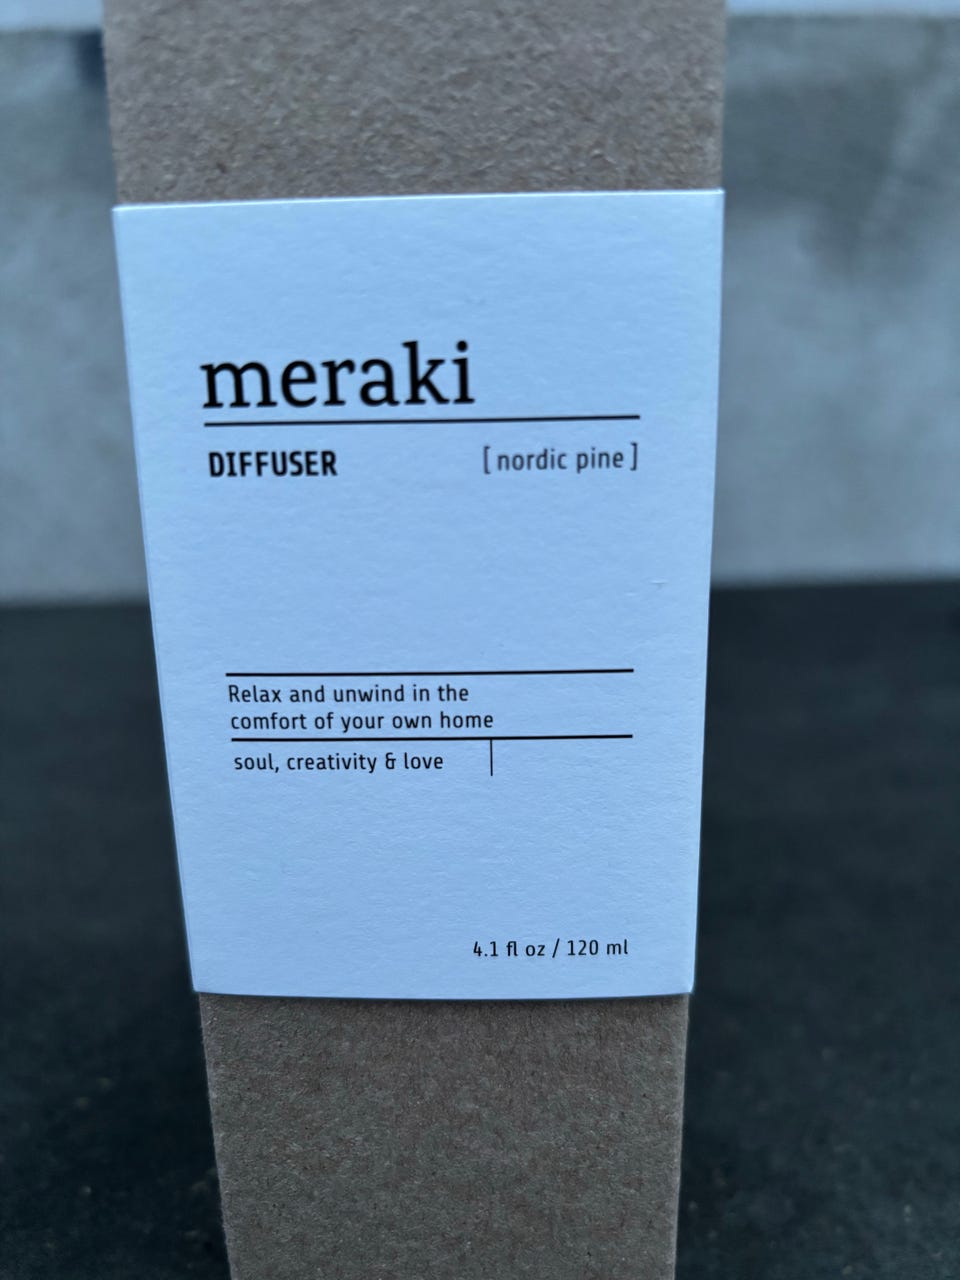 meraki
DIFFUSER [ nordic pine ]
Relax and unwind in the
comfort of your own home
soul, creativity & love
4.1 fl oz / 120 ml